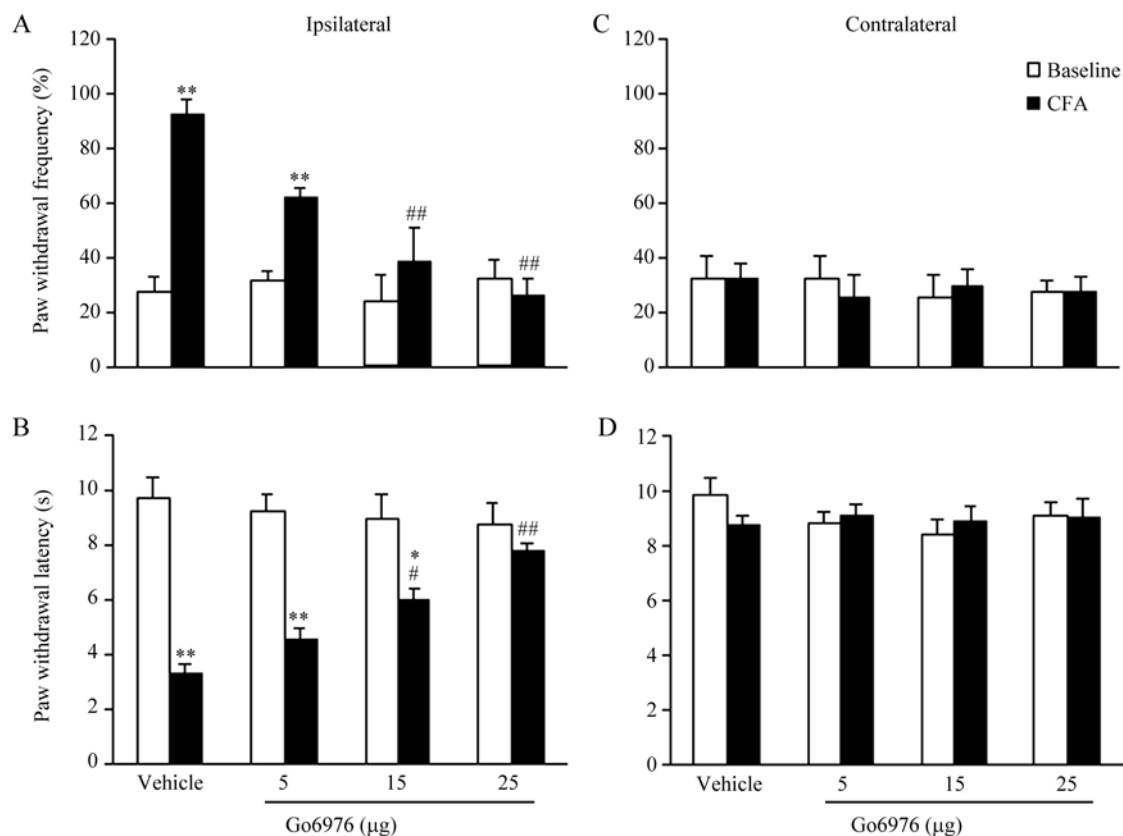 A
Ipsilateral
Paw withdrawal frequency (%)
120
100
80
60
40
20
0
**
**
##
##
C
Contralateral
120
100
80
60
40
20
0
Baseline
CFA
B
Paw withdrawal latency (s)
12
10
8
6
4
2
0
**
**
*
#
##
Vehicle 5 15 25
Go6976 (μg)
D
12
10
8
6
4
2
0
Vehicle 5 15 25
Go6976 (μg)